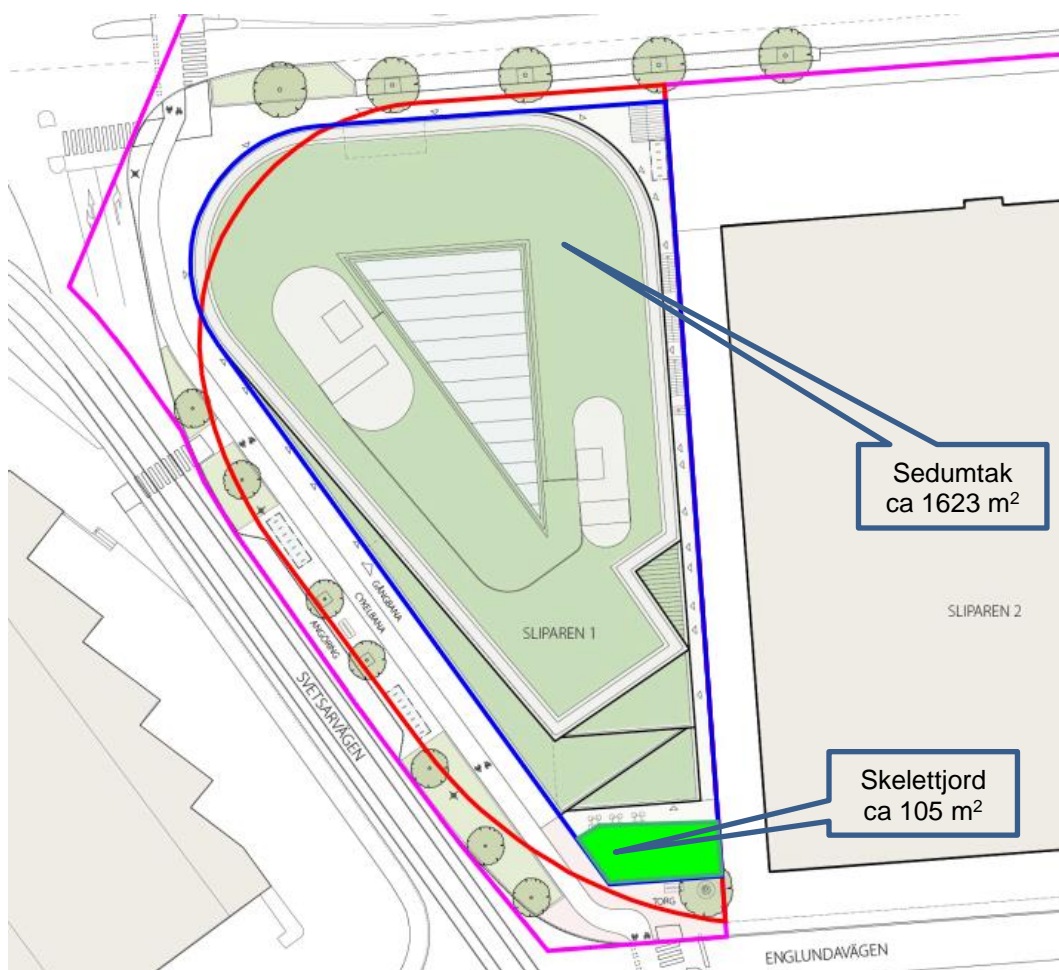 Sedumtak
ca 1623 m²
SLIPAREN 1
SLIPAREN 2
GÅNGBANA
CYKELBANA
ANGÖRING
SVETSARVÄGEN
Skelettjord
ca 105 m²
TORG
ENGLUNDAVÄGEN